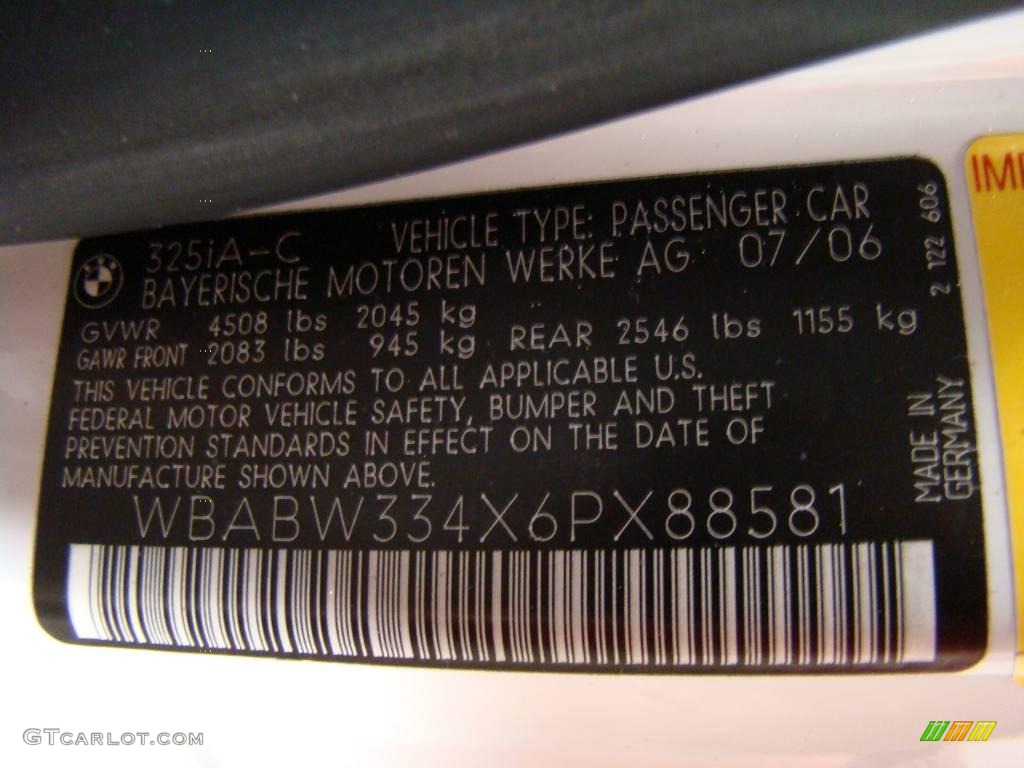 325iA-C VEHICLE TYPE: PASSENGER CAR
BAYERISCHE MOTOREN WERKE AG 07/06
GVWR 4508 lbs 2045 kg
GAWR FRONT 2083 lbs 945 kg REAR 2546 lbs 1155 kg
THIS VEHICLE CONFORMS TO ALL APPLICABLE U.S.
FEDERAL MOTOR VEHICLE SAFETY, BUMPER AND THEFT
PREVENTION STANDARDS IN EFFECT ON THE DATE OF
MANUFACTURE SHOWN ABOVE.
WBABW334X6PX88581
2 122 606
MADE IN
GERMANY
GTCARLOT.COM